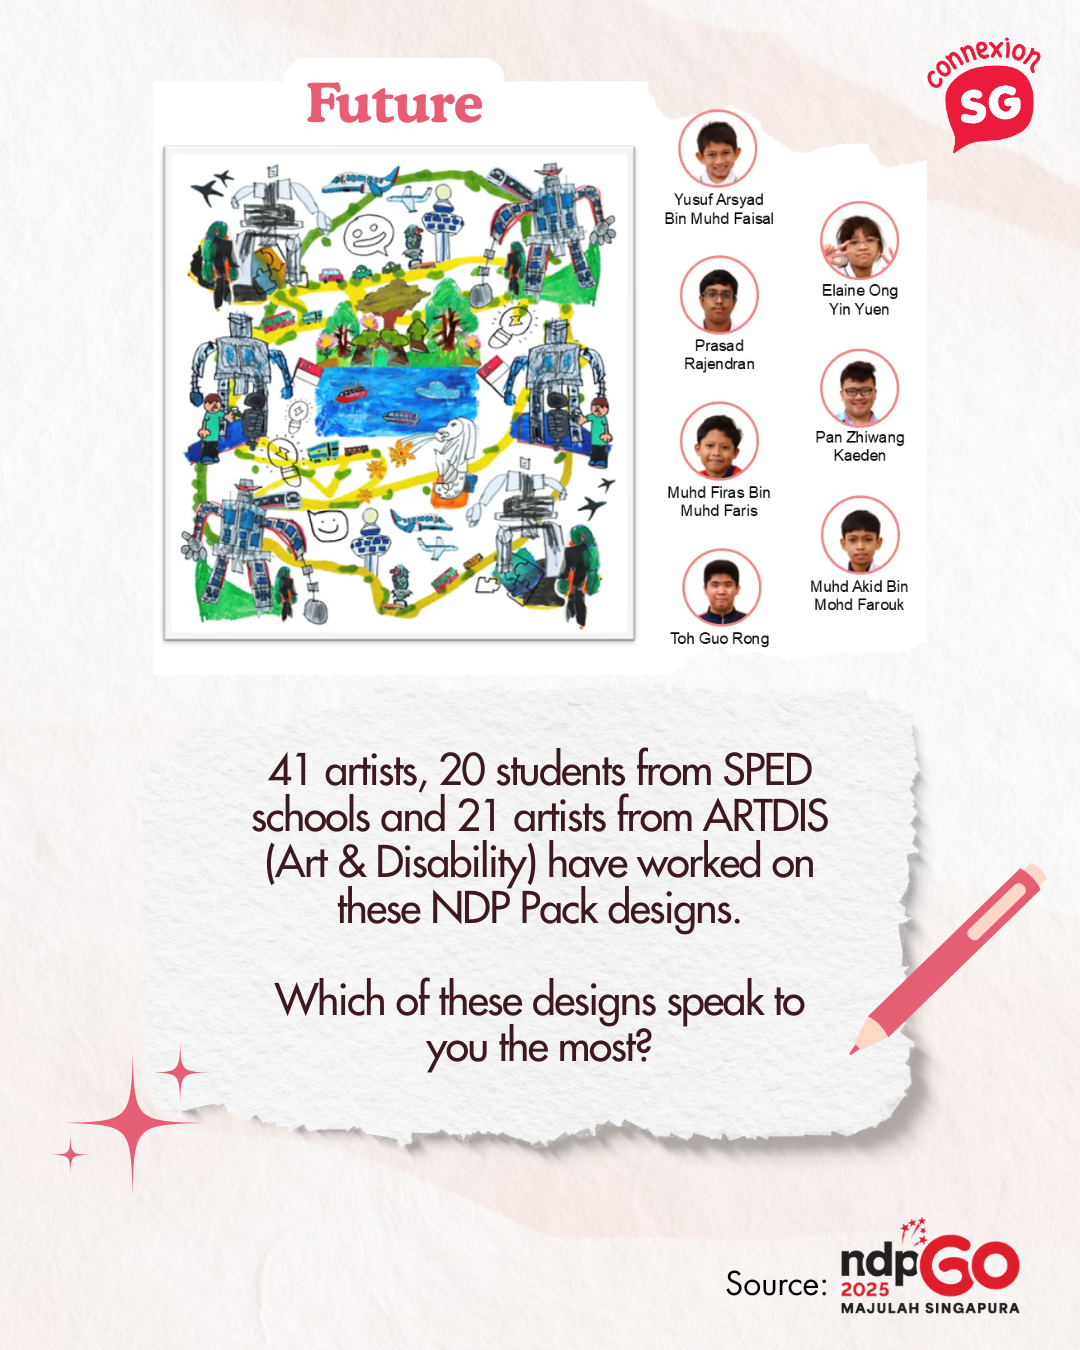 connexion
SG
Future
Yusuf Arsyad
Bin Muhd Faisal
Elaine Ong
Yin Yuen
Prasad
Rajendran
Pan Zhiwang
Kaeden
Muhd Firas Bin
Muhd Faris
Muhd Akid Bin
Mohd Farouk
Toh Guo Rong
41 artists, 20 students from SPED
schools and 21 artists from ARTDIS
(Art & Disability) have worked on
these NDP Pack designs.
Which of these designs speak to
you the most?
Source:
ndp GO
2025
MAJULAH SINGAPURA